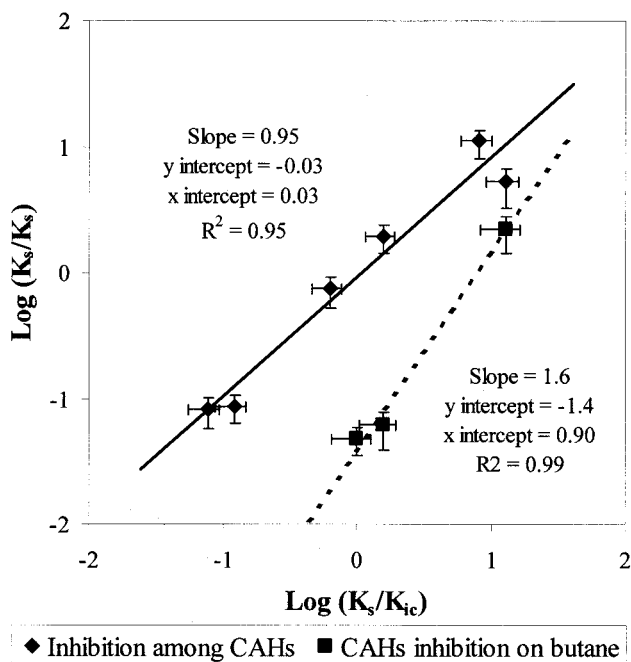 2
1
0
-1
-2
-2
-1
0
1
2
Log (Ks/Ks)
Log (Ks/Kic)
Slope = 0.95
y intercept = -0.03
x intercept = 0.03
R² = 0.95
Slope = 1.6
y intercept = -1.4
x intercept = 0.90
R2 = 0.99
◆ Inhibition among CAHs ■ CAHs inhibition on butane